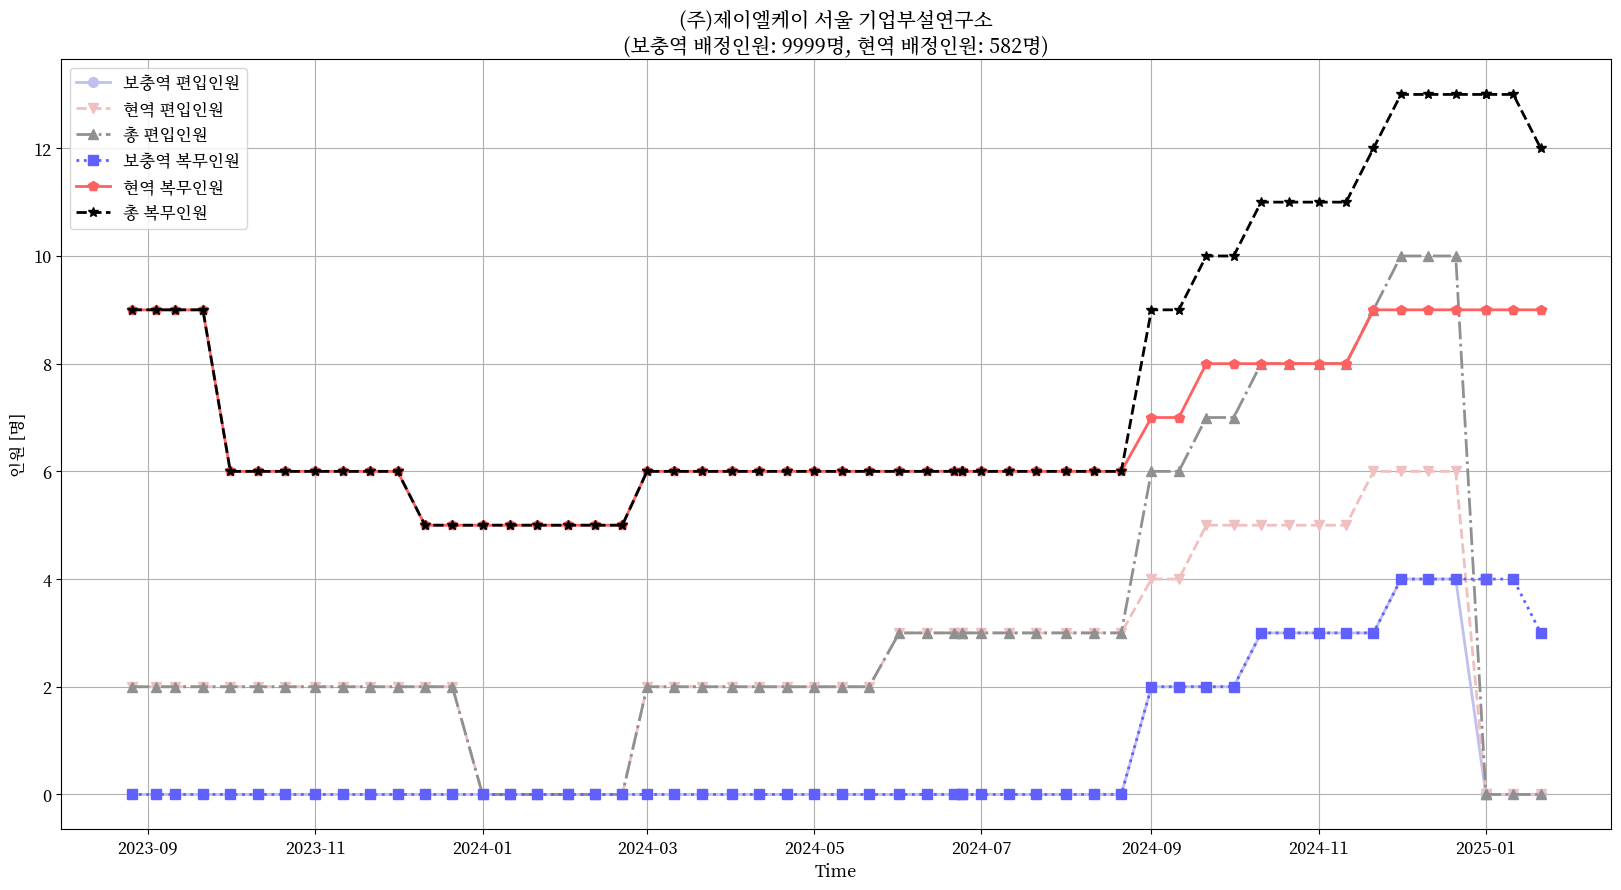 (주)제이엘케이 서울 기업부설연구소
(보충역 배정인원: 9999명, 현역 배정인원: 582명)
보충역 편입인원
현역 편입인원
총 편입인원
보충역 복무인원
현역 복무인원
총 복무인원
인원 [명]
12
10
8
6
4
2
0
2023-09
2023-11
2024-01
2024-03
2024-05
2024-07
2024-09
2024-11
2025-01
Time